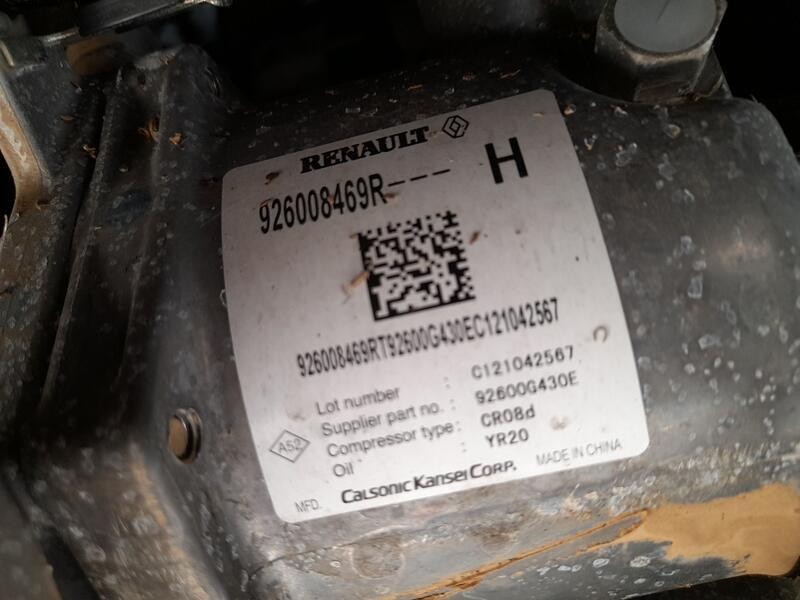 RENAULT
926008469R--- H
926008469RT92600G430EC121042567
Lot number : C121042567
Supplier part no. : 92600G430E
Compressor type : CR08d
Oil : YR20
A52
MFD. CALSONIC KANSEI CORP. MADE IN CHINA